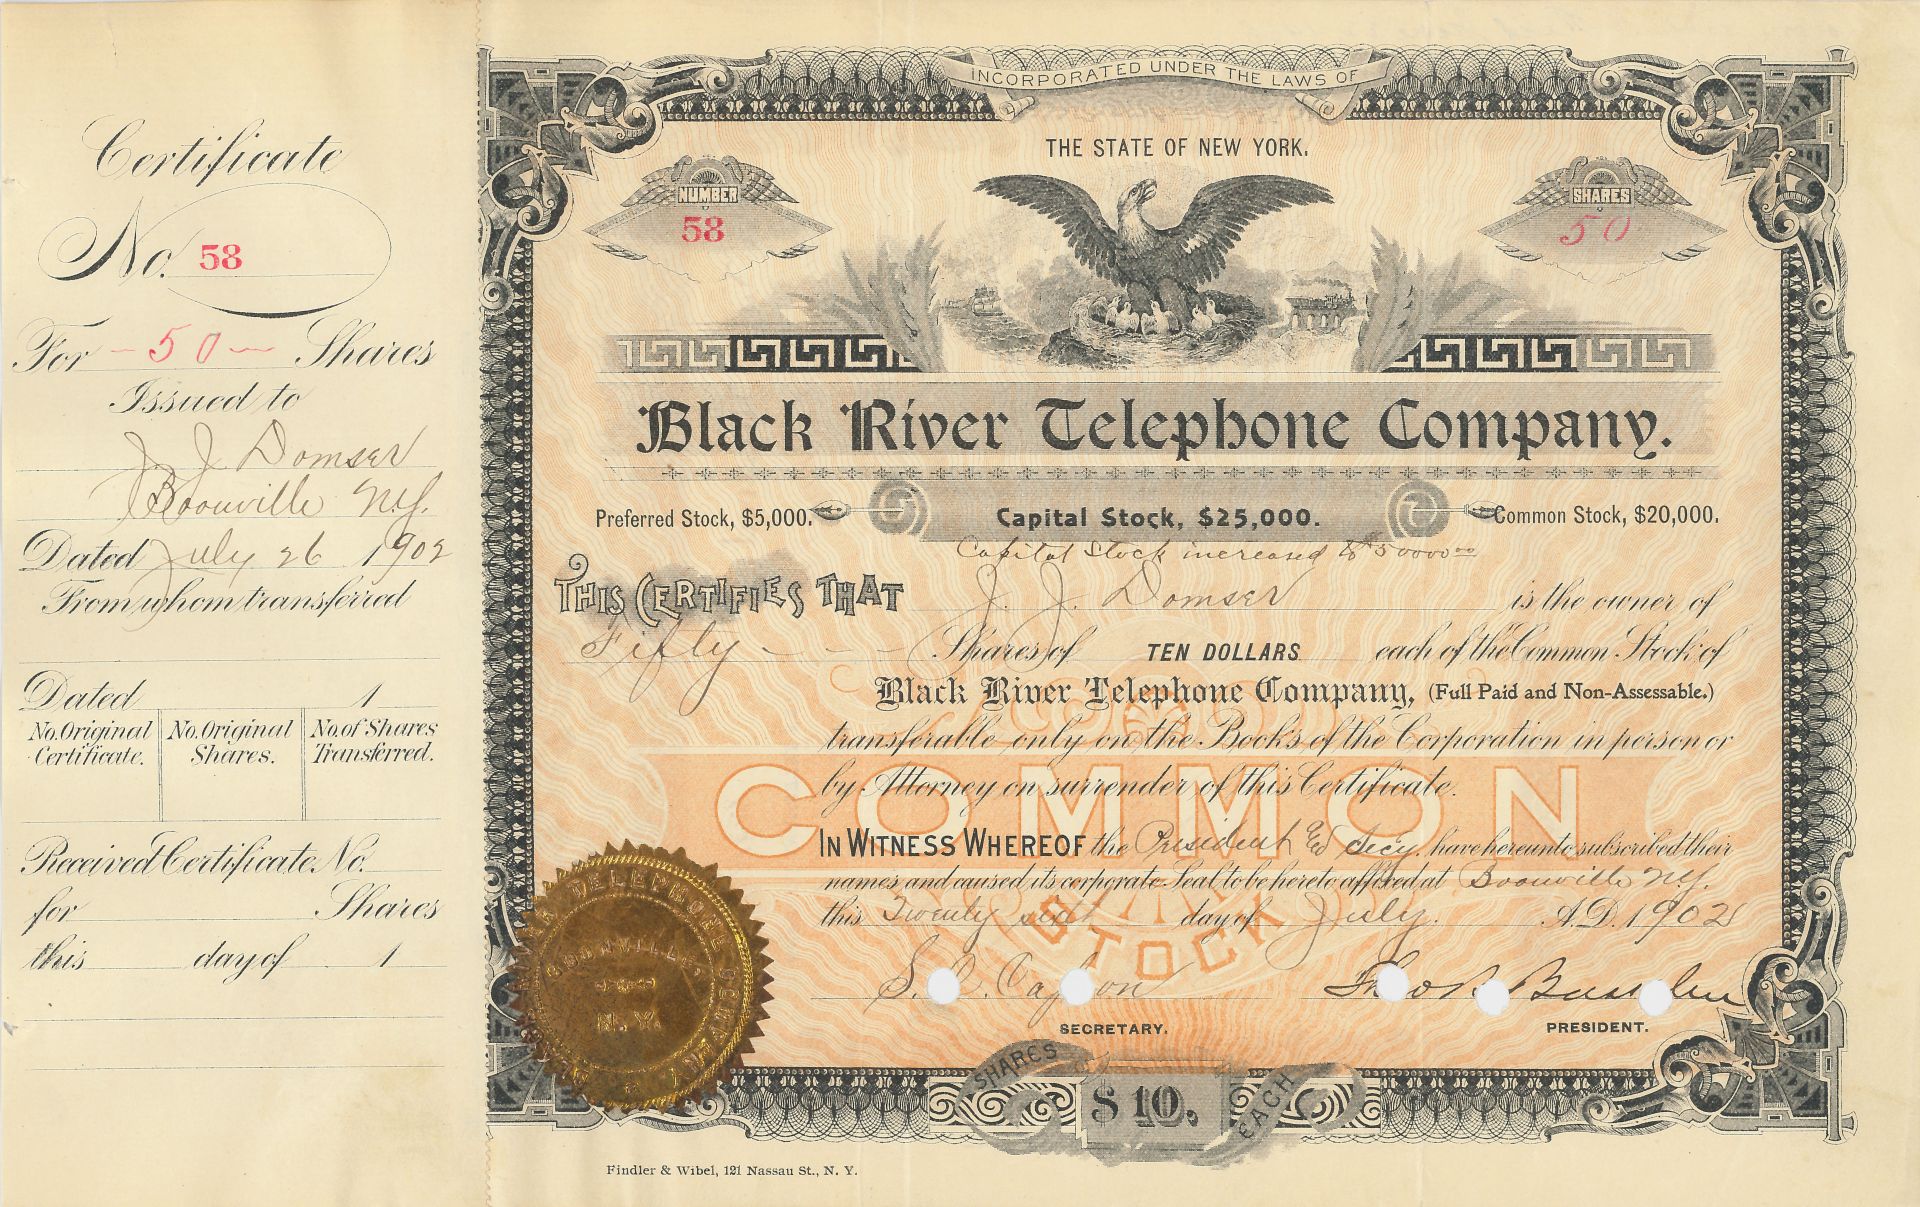 Certificate
No. 58
For - 50 - Shares
Issued to
J. J. Domser
Boonville N.Y.
Dated July 26 1902
From whom transferred
Dated 1
No. Original Certificate.
No. Original Shares.
No. of Shares Transferred.
Received Certificate No.
for Shares
this day of 1
INCORPORATED UNDER THE LAWS OF
THE STATE OF NEW YORK.
NUMBER
58
SHARES
50
Black River Telephone Company.
Preferred Stock, $5,000.
Capital Stock, $25,000.
Common Stock, $20,000.
Capital Stock increased to $50000.00
THIS CERTIFIES THAT J. J. Domser is the owner of
Fifty - - - Shares of TEN DOLLARS each of the Common Stock of
Black River Telephone Company, (Full Paid and Non-Assessable.)
transferable only on the Books of the Corporation in person or
by Attorney on surrender of this Certificate.
COMMON
STOCK
IN WITNESS WHEREOF the President & Secy. have hereunto subscribed their
names and caused its corporate Seal to be hereto affixed at Boonville N.Y.
this Twenty sixth day of July. A.D. 1902
S. C.
SECRETARY.
PRESIDENT.
TELEPHONE COMPANY
BOONVILLE,
N. Y.
SHARES
$10.
EACH
Findler & Wibel, 121 Nassau St., N. Y.